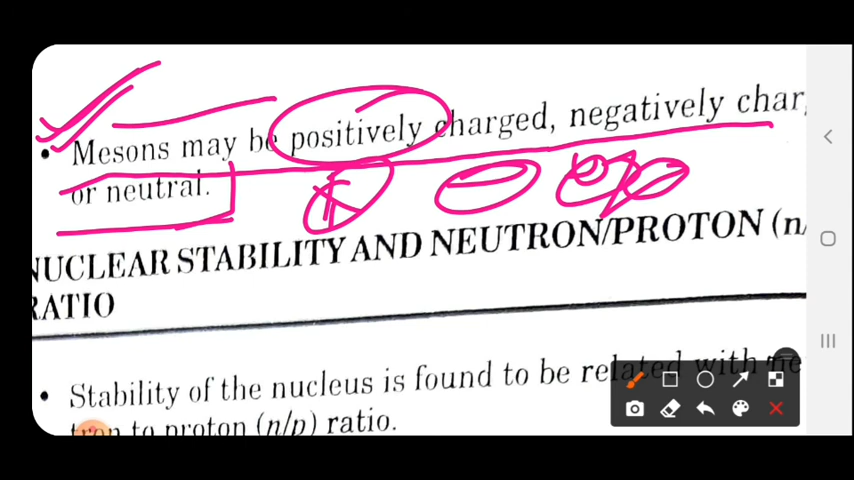 • Mesons may be positively charged, negatively char
or neutral.
NUCLEAR STABILITY AND NEUTRON/PROTON (n/
RATIO
• Stability of the nucleus is found to be related with ne
tron to proton (n/p) ratio.